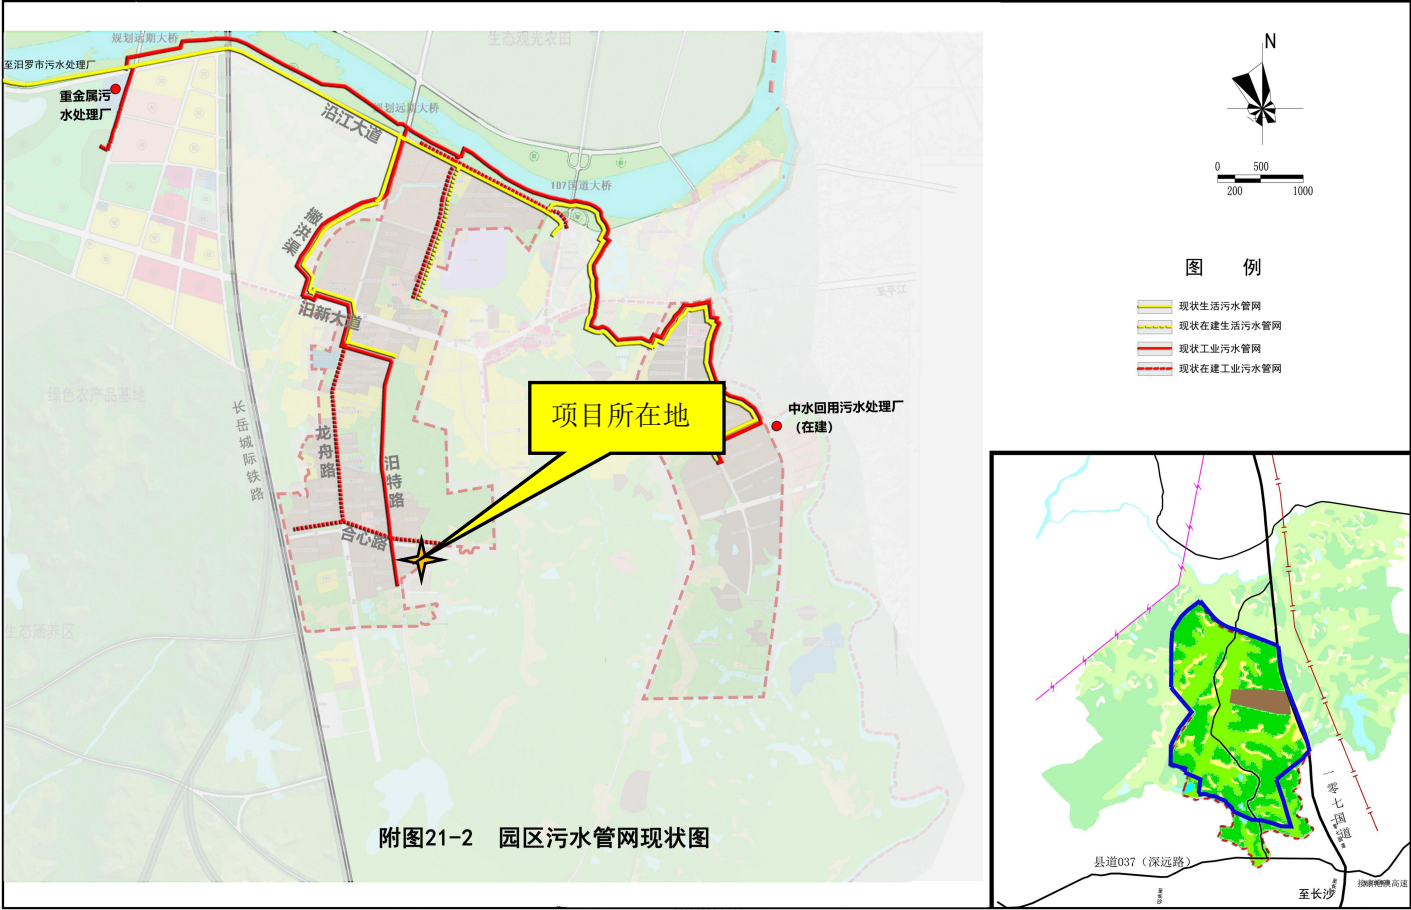 规划远期大桥
生态观光农田
至汨罗市污水处理厂
重金属污
水处理厂
沿江大道
规划远期大桥
107国道大桥
撇洪渠
至平江
汨新大道
绿色农产品基地
长岳城际铁路
龙舟路
汨特路
合心路
项目所在地
中水回用污水处理厂
(在建)
生态涵养区
附图21-2 园区污水管网现状图
N
0 500
200 1000
图 例
现状生活污水管网
现状在建生活污水管网
现状工业污水管网
现状在建工业污水管网
一零七国道
县道037（深远路）
至长沙